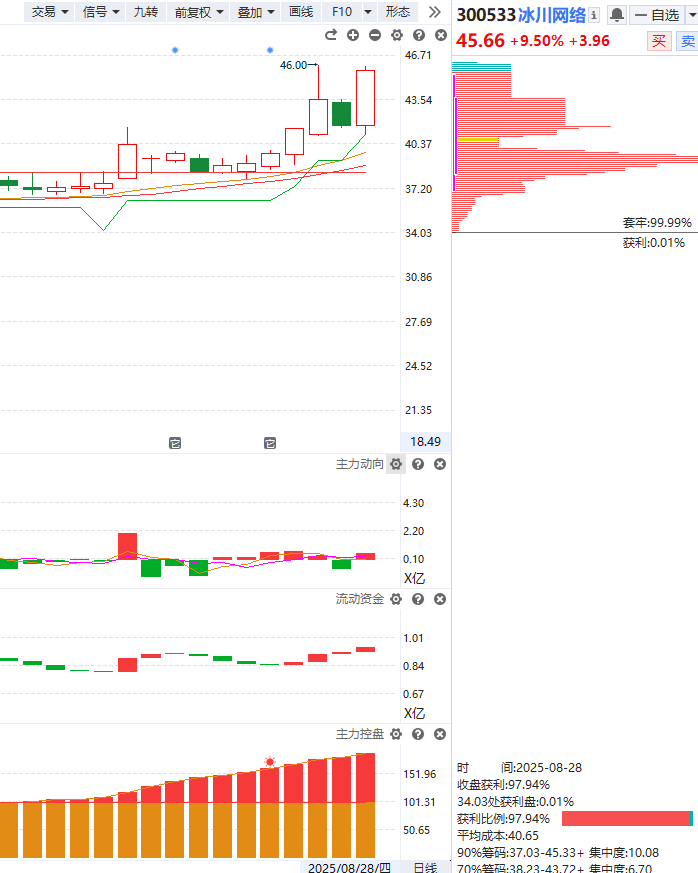 交易 信号 九转 前复权 叠加 画线 F10 形态
300533冰川网络 自选
45.66 +9.50% +3.96 买 卖
46.71
46.00
43.54
40.37
37.20
34.03
套牢:99.99%
获利:0.01%
30.86
27.69
24.52
21.35
18.49
主力动向
4.30
2.20
0.10
X亿
流动资金
1.01
0.84
0.67
X亿
主力控盘
151.96
101.31
50.65
2025/08/28/四 日线
时 间:2025-08-28
收盘获利:97.94%
34.03处获利盘:0.01%
获利比例:97.94%
平均成本:40.65
90%筹码:37.03-45.33+ 集中度:10.08
70%筹码:38.23-43.72+ 集中度:6.70